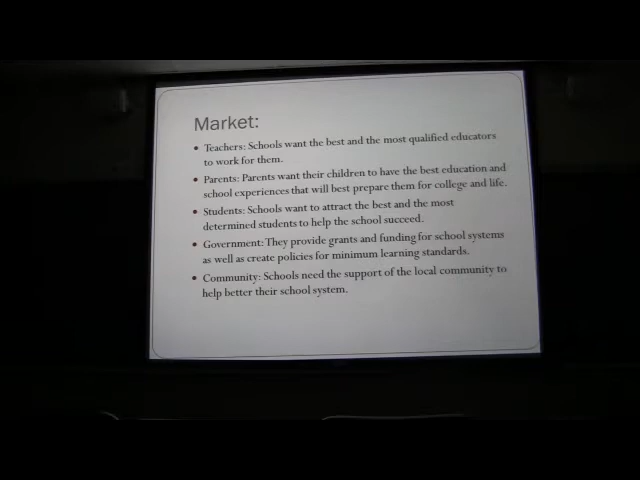 Market:
• Teachers: Schools want the best and the most qualified educators
to work for them.
• Parents: Parents want their children to have the best education and
school experiences that will best prepare them for college and life.
• Students: Schools want to attract the best and the most
determined students to help the school succeed.
• Government: They provide grants and funding for school systems
as well as create policies for minimum learning standards.
• Community: Schools need the support of the local community to
help better their school system.